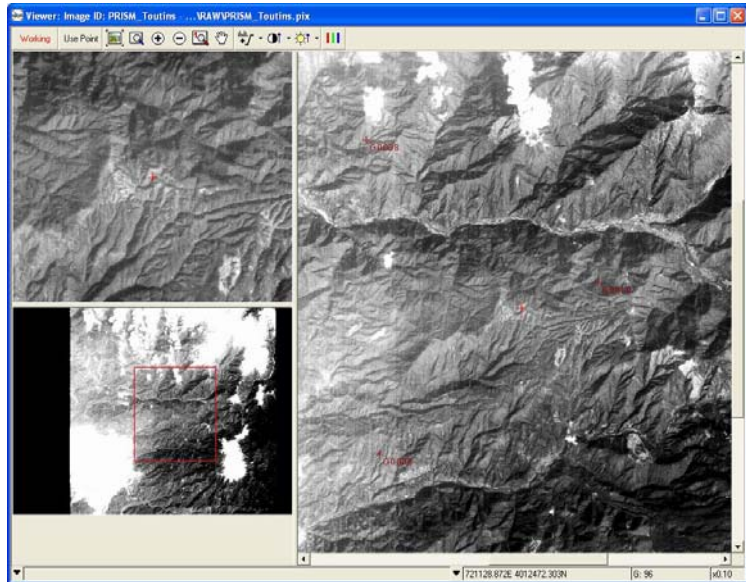 Viewer: Image ID: PRISM_Toutins - ...\RAW\PRISM_Toutins.pix
Working Use Point
721128.872E 4012472.303N G: 96 x0.10